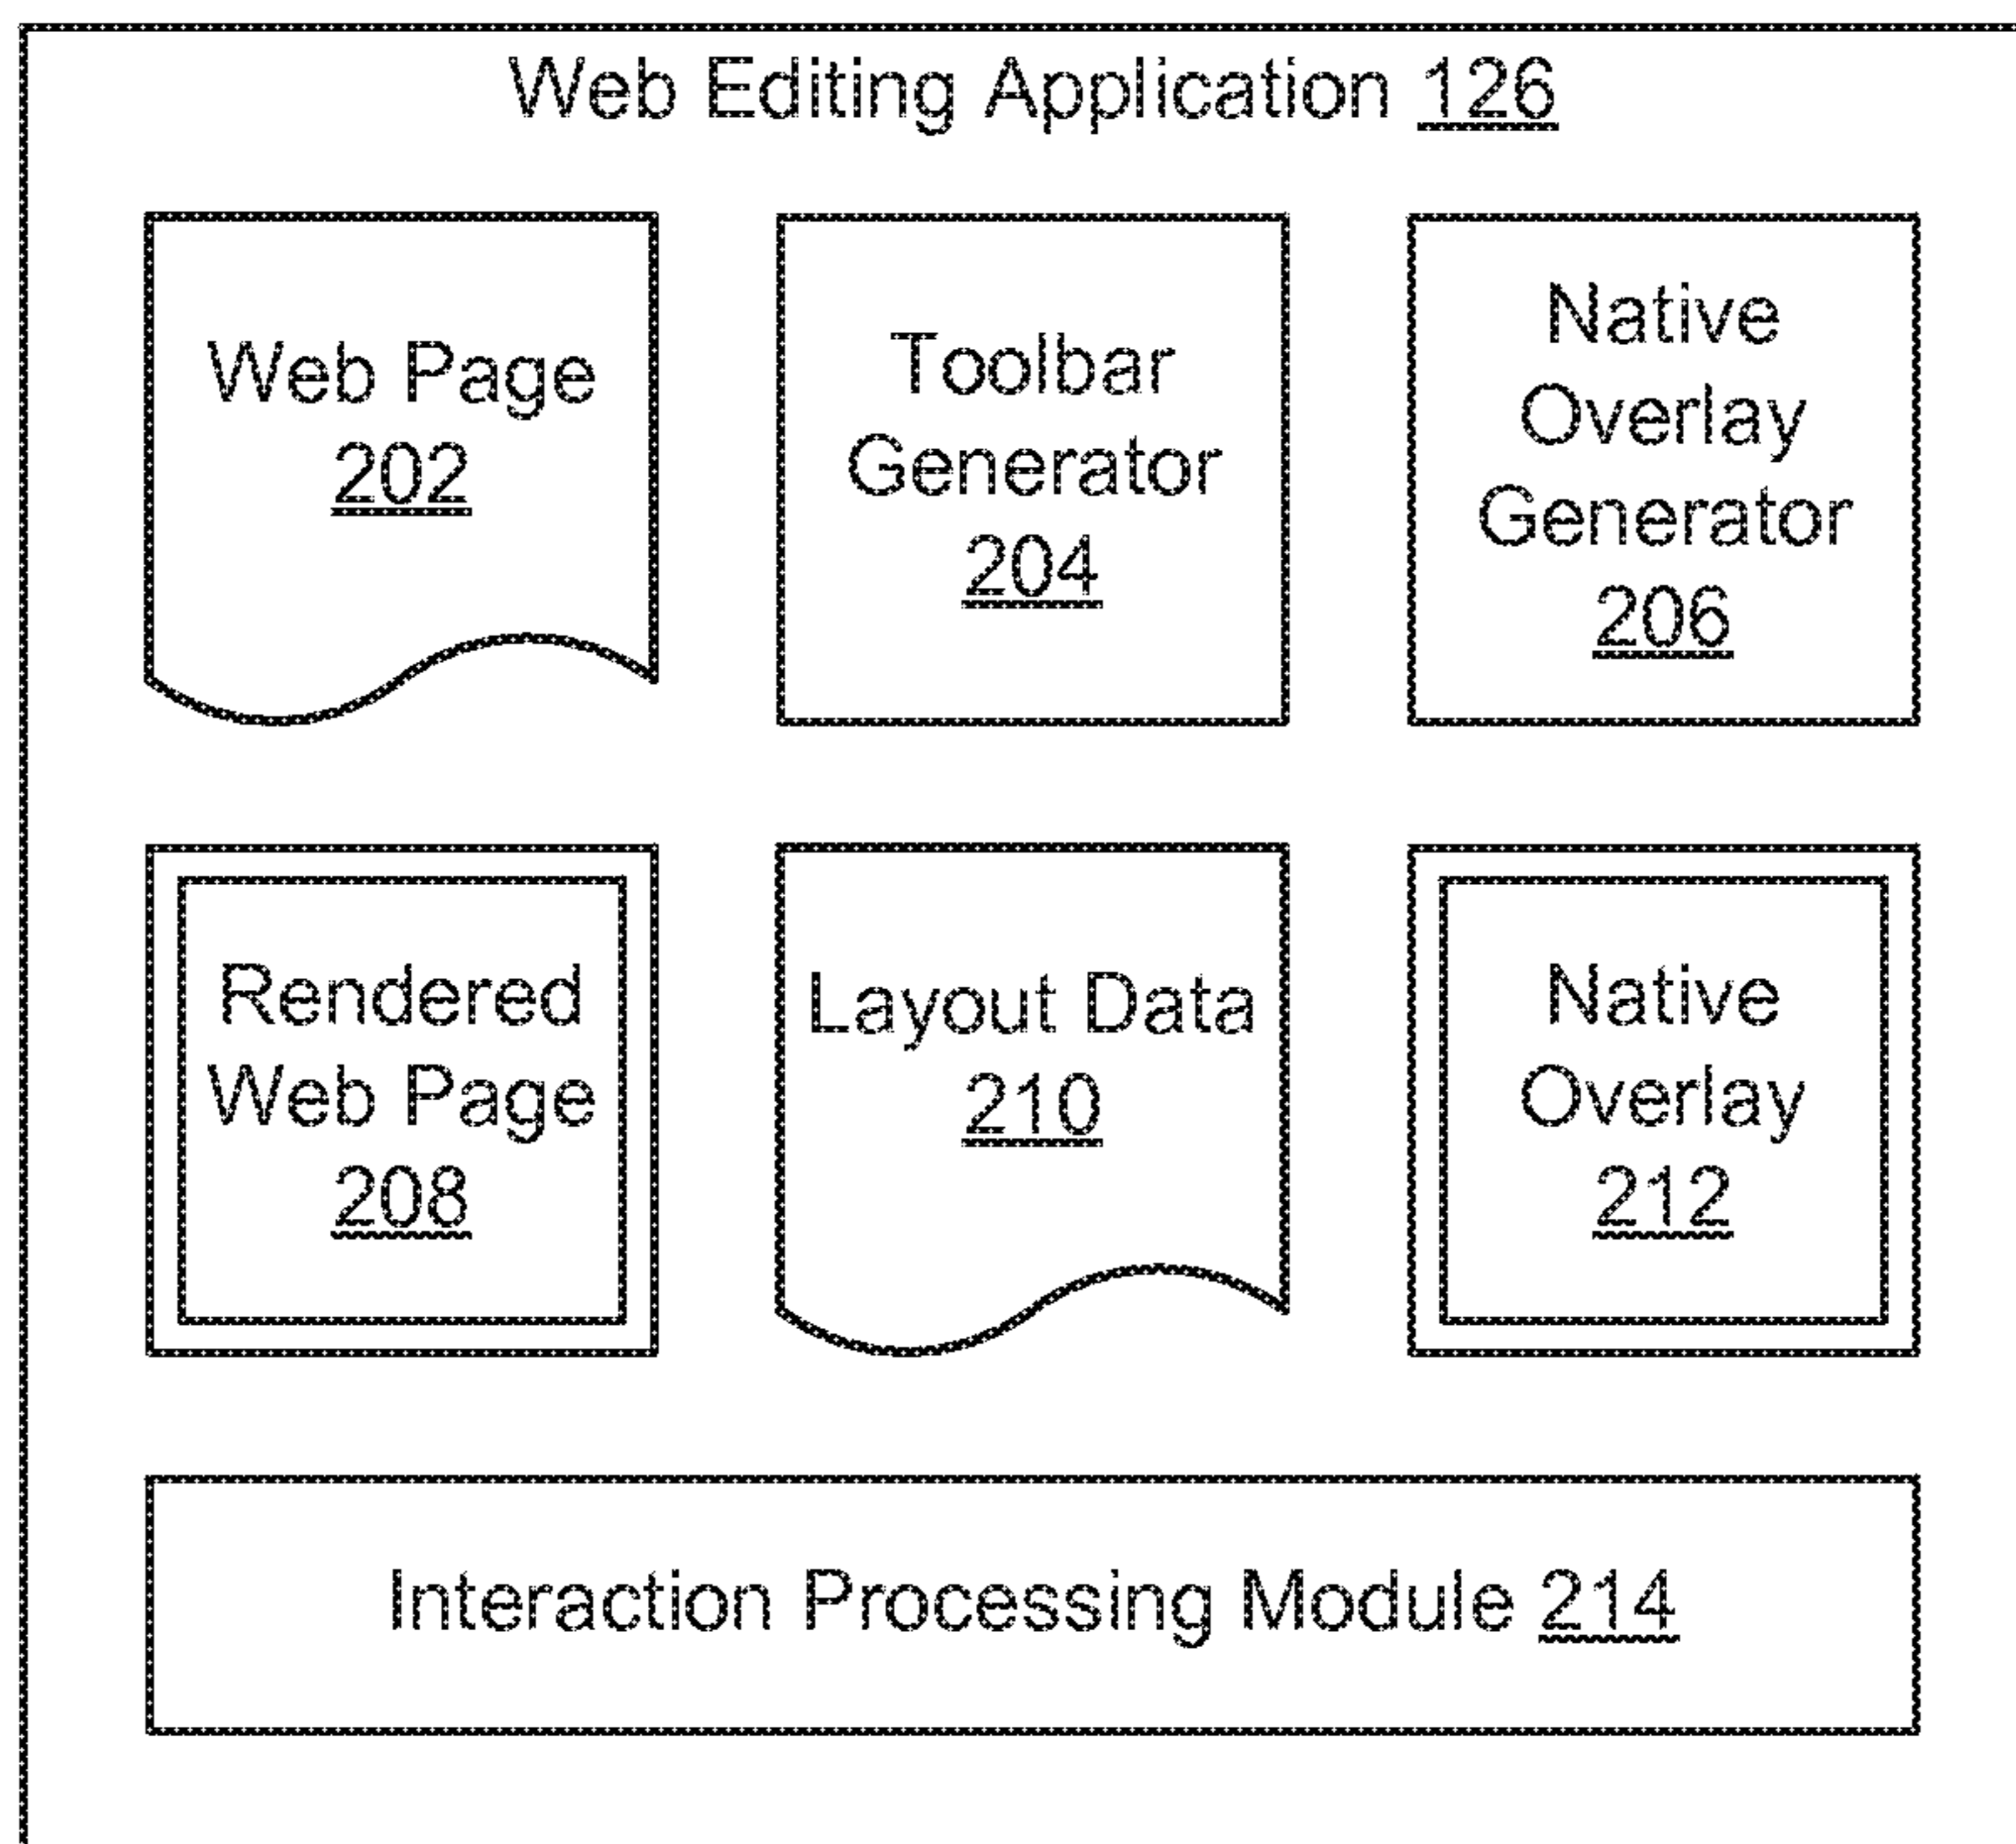 Web Editing Application 126
Web Page
202
Toolbar
Generator
204
Native
Overlay
Generator
206
Rendered
Web Page
208
Layout Data
210
Native
Overlay
212
Interaction Processing Module 214